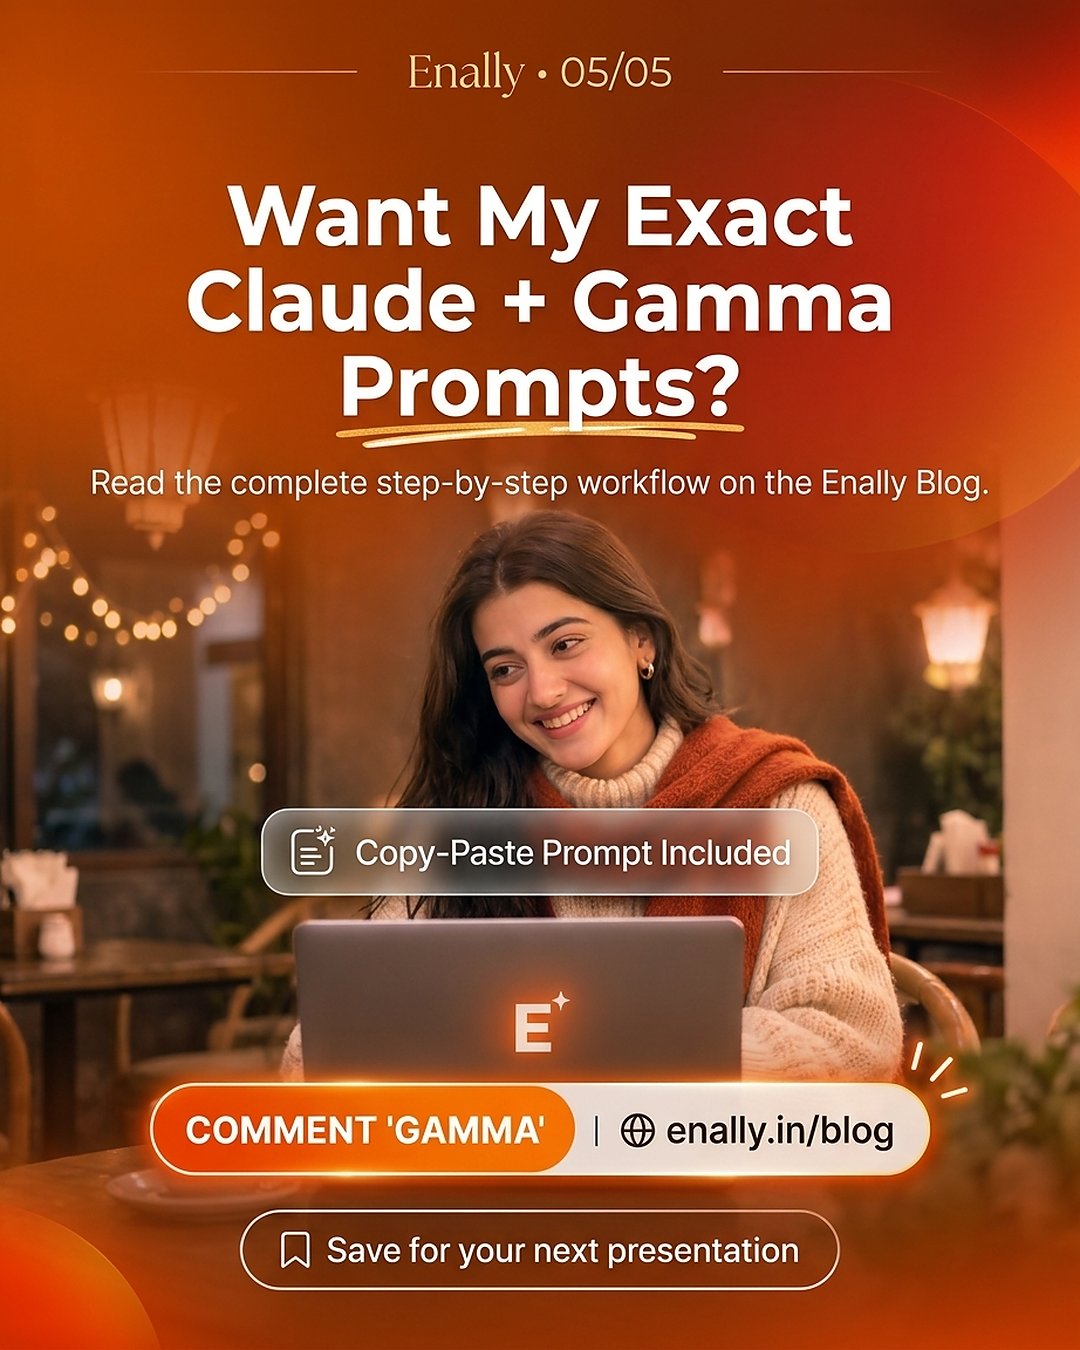 Enally • 05/05
Want My Exact
Claude + Gamma
Prompts?
Read the complete step-by-step workflow on the Enally Blog.
Copy-Paste Prompt Included
E
COMMENT 'GAMMA' | enally.in/blog
Save for your next presentation